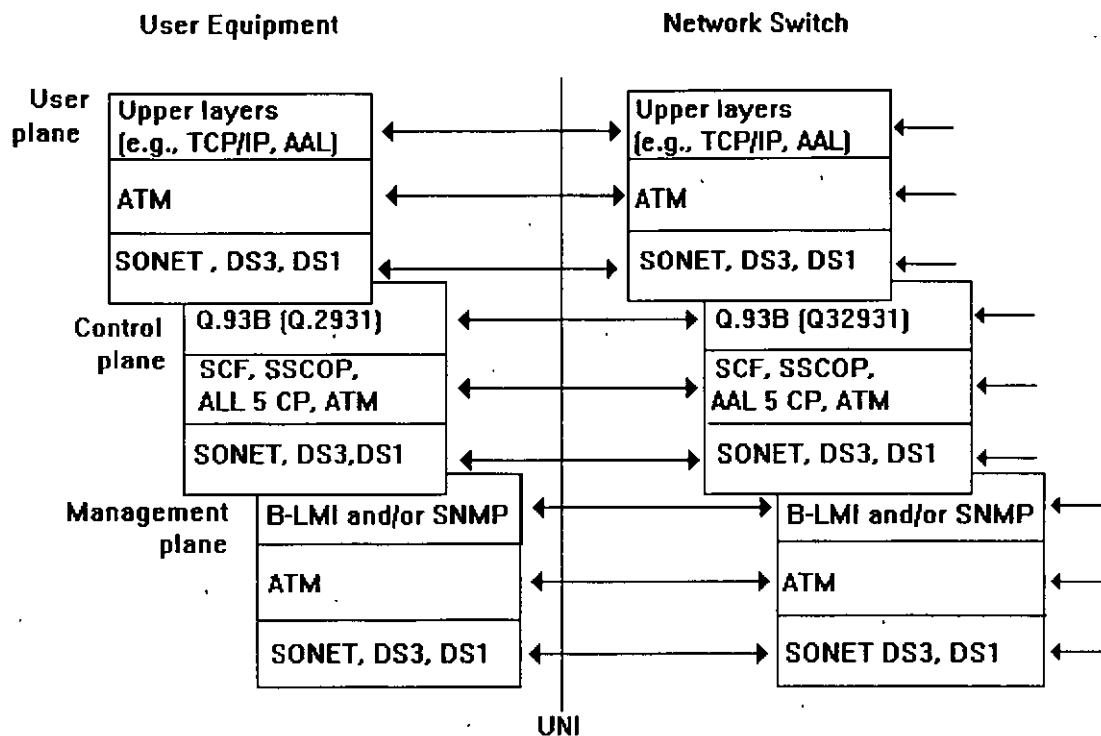 User Equipment
Network Switch
User
plane
Upper layers
(e.g., TCP/IP, AAL)
Upper layers
(e.g., TCP/IP, AAL)
ATM
ATM
SONET , DS3, DS1
SONET, DS3, DS1
Control
plane
Q.93B (Q.2931)
Q.93B (Q32931)
SCF, SSCOP,
ALL 5 CP, ATM
SCF, SSCOP,
AAL 5 CP, ATM
SONET, DS3,DS1
SONET, DS3, DS1
Management
plane
B-LMI and/or SNMP
B-LMI and/or SNMP
ATM
ATM
SONET, DS3, DS1
SONET DS3, DS1
UNI